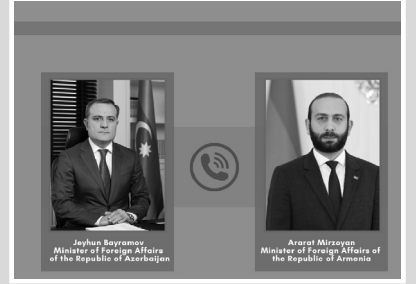 Jeyhun Bayramov
Minister of Foreign Affairs
of the Republic of Azerbaijan
Ararat Mirzoyan
Minister of Foreign Affairs of
the Republic of Armenia